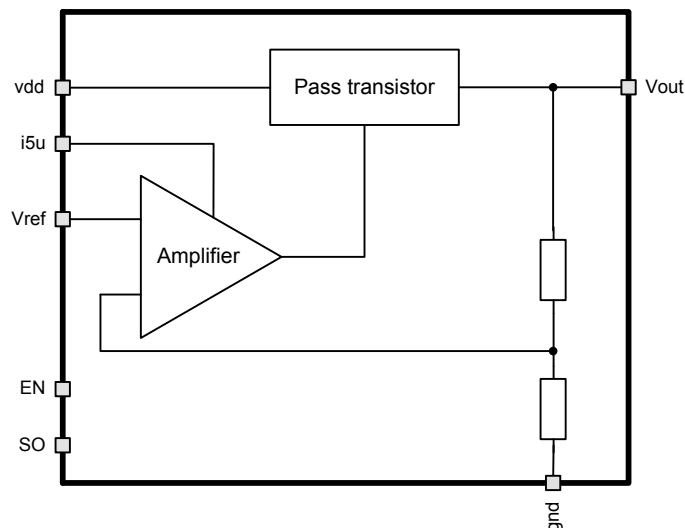 vdd
Pass transistor
Vout
i5u
Vref
Amplifier
EN
SO
gnd